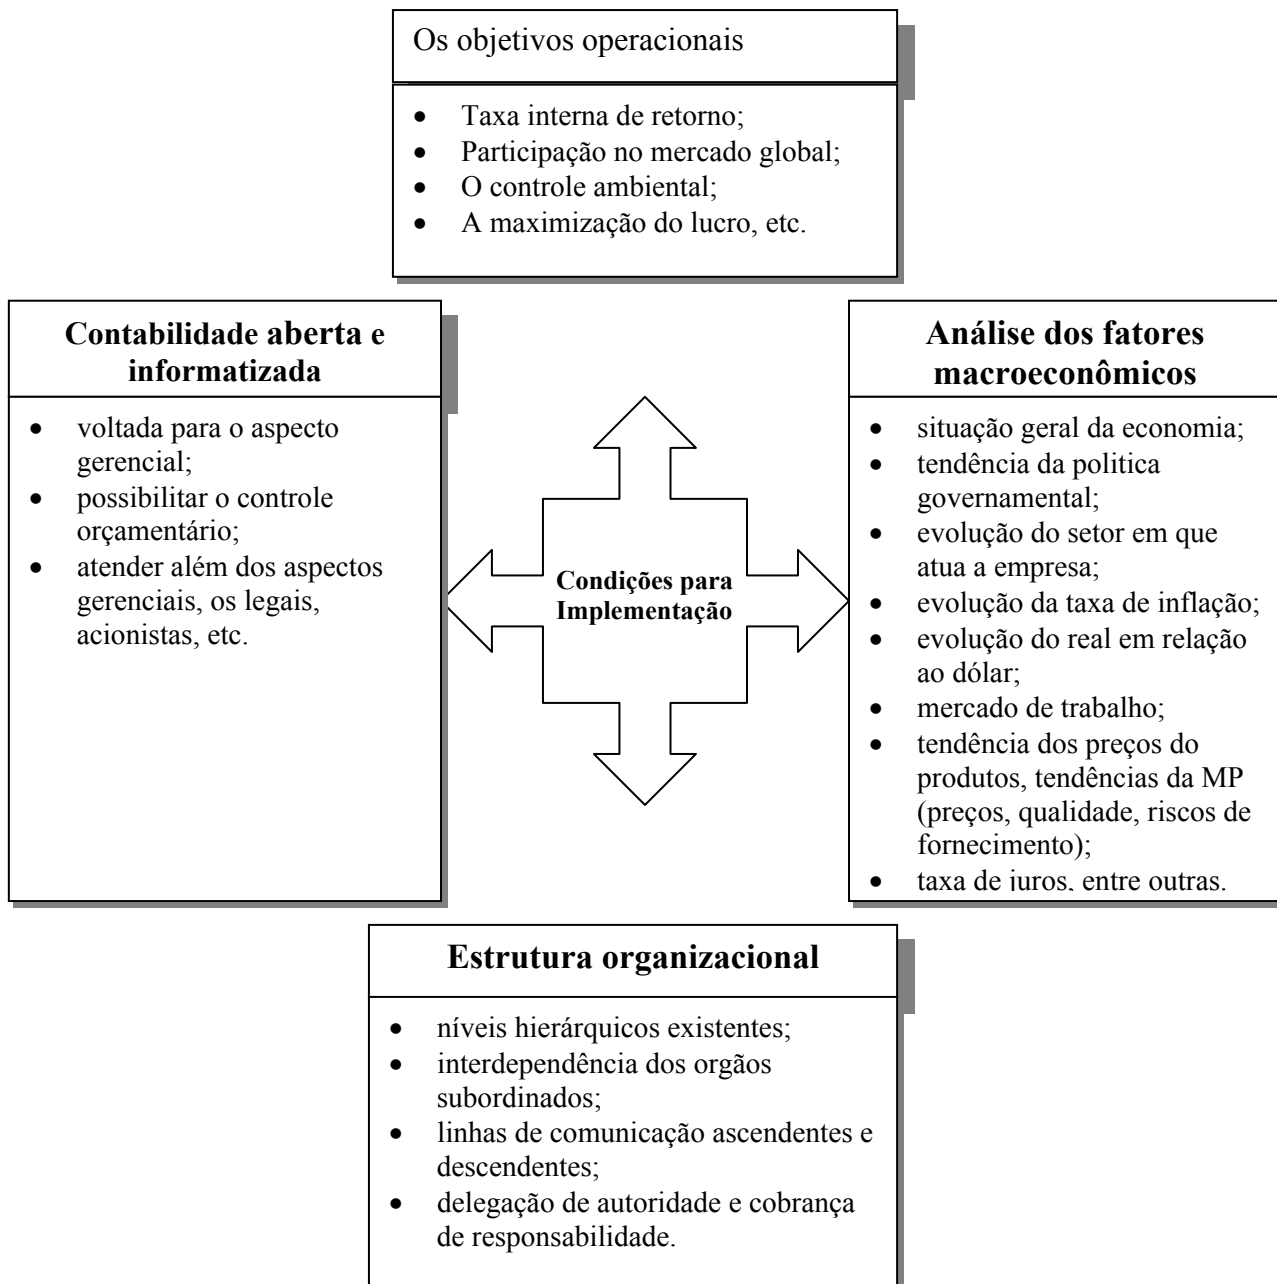 Os objetivos operacionais
• Taxa interna de retorno;
• Participação no mercado global;
• O controle ambiental;
• A maximização do lucro, etc.
Contabilidade aberta e
informatizada
• voltada para o aspecto
gerencial;
• possibilitar o controle
orçamentário;
• atender além dos aspectos
gerenciais, os legais,
acionistas, etc.
Condições para
Implementação
Análise dos fatores
macroeconômicos
• situação geral da economia;
• tendência da politica
governamental;
• evolução do setor em que
atua a empresa;
• evolução da taxa de inflação;
• evolução do real em relação
ao dólar;
• mercado de trabalho;
• tendência dos preços do
produtos, tendências da MP
(preços, qualidade, riscos de
fornecimento);
• taxa de juros, entre outras.
Estrutura organizacional
• níveis hierárquicos existentes;
• interdependência dos orgãos
subordinados;
• linhas de comunicação ascendentes e
descendentes;
• delegação de autoridade e cobrança
de responsabilidade.